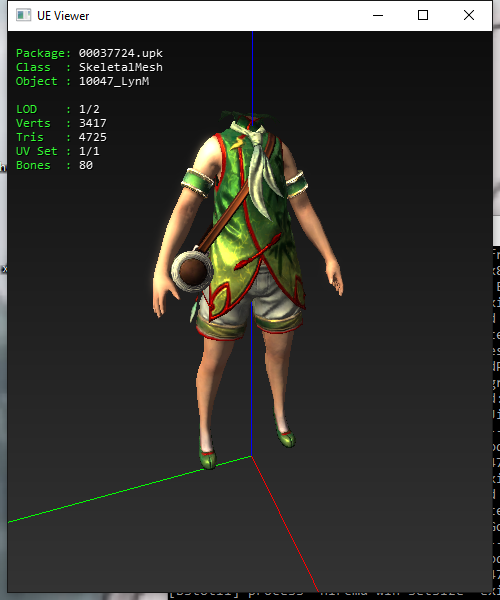 UE Viewer
Package: 00037724.upk
Class : SkeletalMesh
Object : 10047_LynM
LOD : 1/2
Verts : 3417
Tris : 4725
UV Set : 1/1
Bones : 80